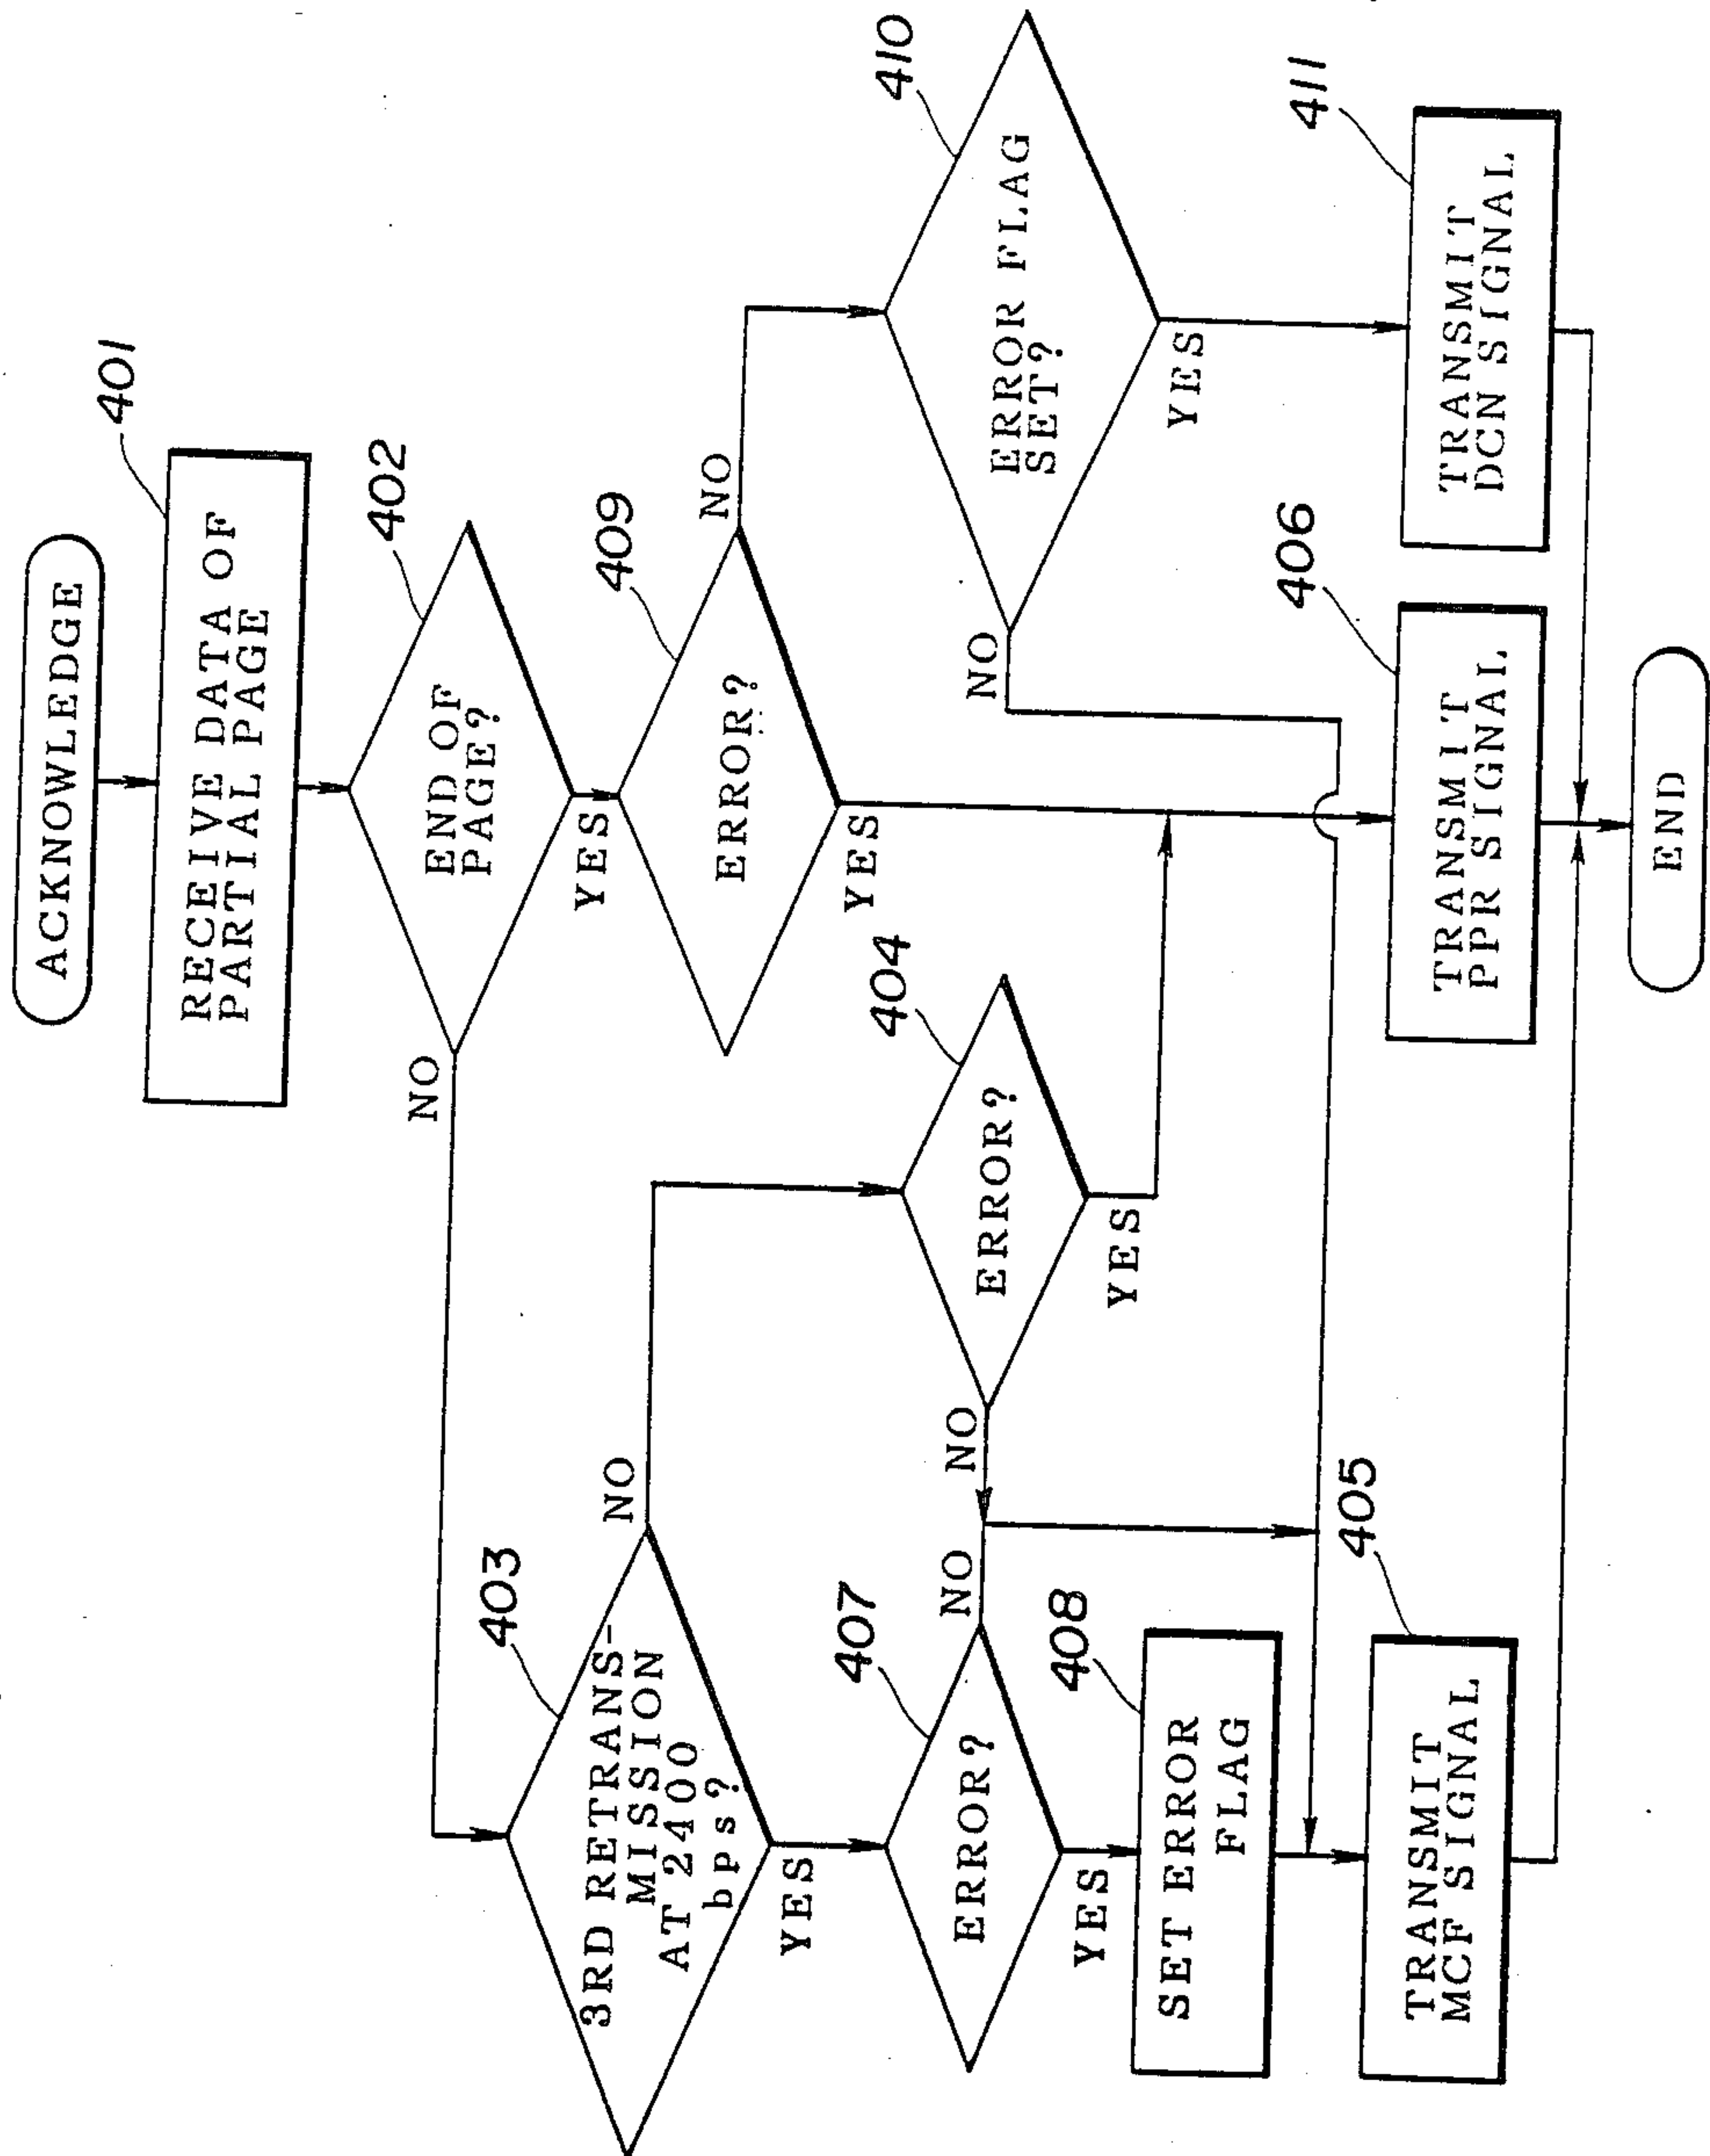 ACKNOWLEDGE
401
RECEIVE DATA OF
PARTIAL PAGE
402
END OF
PAGE?
NO
YES
403
3RD RETRANS-
MISSION
AT 2400
bps?
NO
YES
409
ERROR?
NO
YES
407
ERROR?
NO
YES
404
ERROR?
NO
YES
410
ERROR FLAG
SET?
NO
YES
408
SET ERROR
FLAG
405
TRANSMIT
MCF SIGNAL
406
TRANSMIT
PPR SIGNAL
411
TRANSMIT
DCN SIGNAL
END